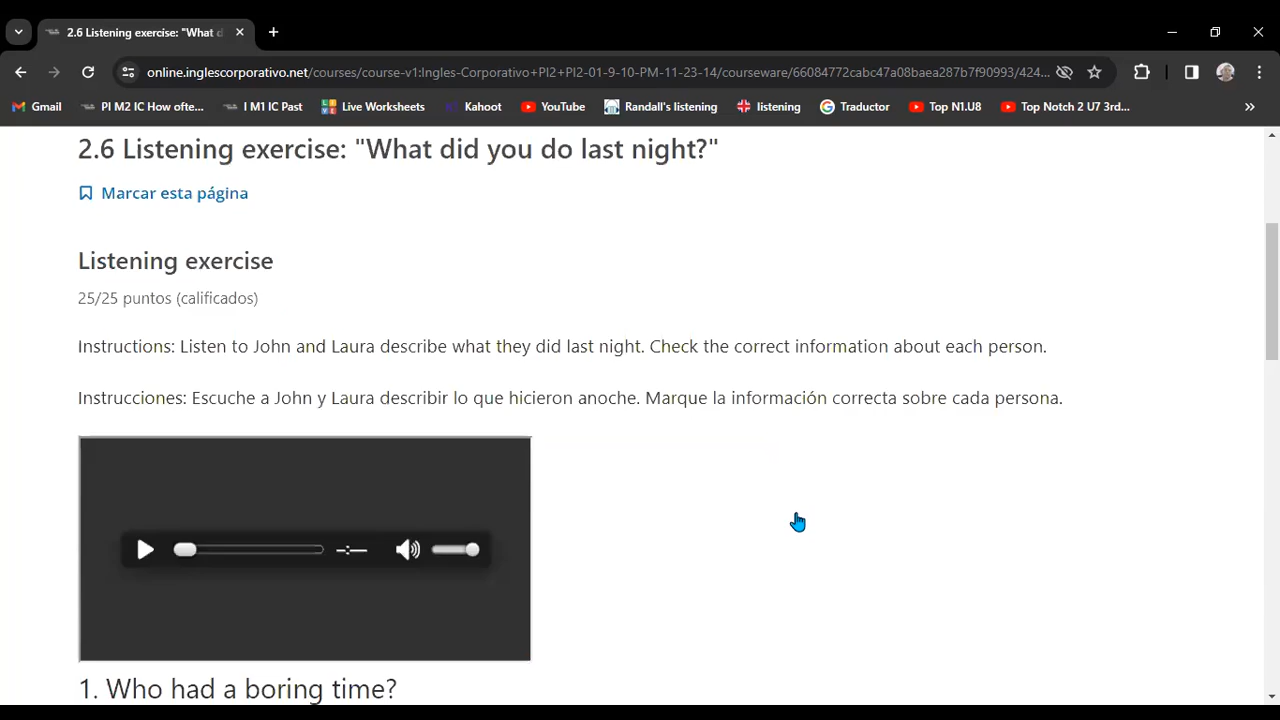 2.6 Listening exercise: "What d
online.inglescorporativo.net/courses/course-v1:Ingles-Corporativo+PI2+PI2-01-9-10-PM-11-23-14/courseware/66084772cabc47a08baea287b7f90993/424...
Gmail PI M2 IC How ofte... I M1 IC Past Live Worksheets Kahoot YouTube Randall's listening listening Traductor Top N1.U8 Top Notch 2 U7 3rd... »
2.6 Listening exercise: "What did you do last night?"
Marcar esta página
Listening exercise
25/25 puntos (calificados)
Instructions: Listen to John and Laura describe what they did last night. Check the correct information about each person.
Instrucciones: Escuche a John y Laura describir lo que hicieron anoche. Marque la información correcta sobre cada persona.
-:--
1. Who had a boring time?